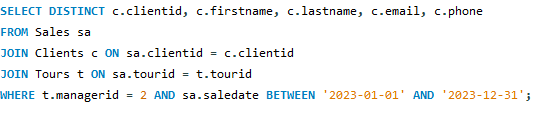 SELECT DISTINCT c.clientid, c.firstname, c.lastname, c.email, c.phone
FROM Sales sa
JOIN Clients c ON sa.clientid = c.clientid
JOIN Tours t ON sa.tourid = t.tourid
WHERE t.managerid = 2 AND sa.saledate BETWEEN '2023-01-01' AND '2023-12-31';